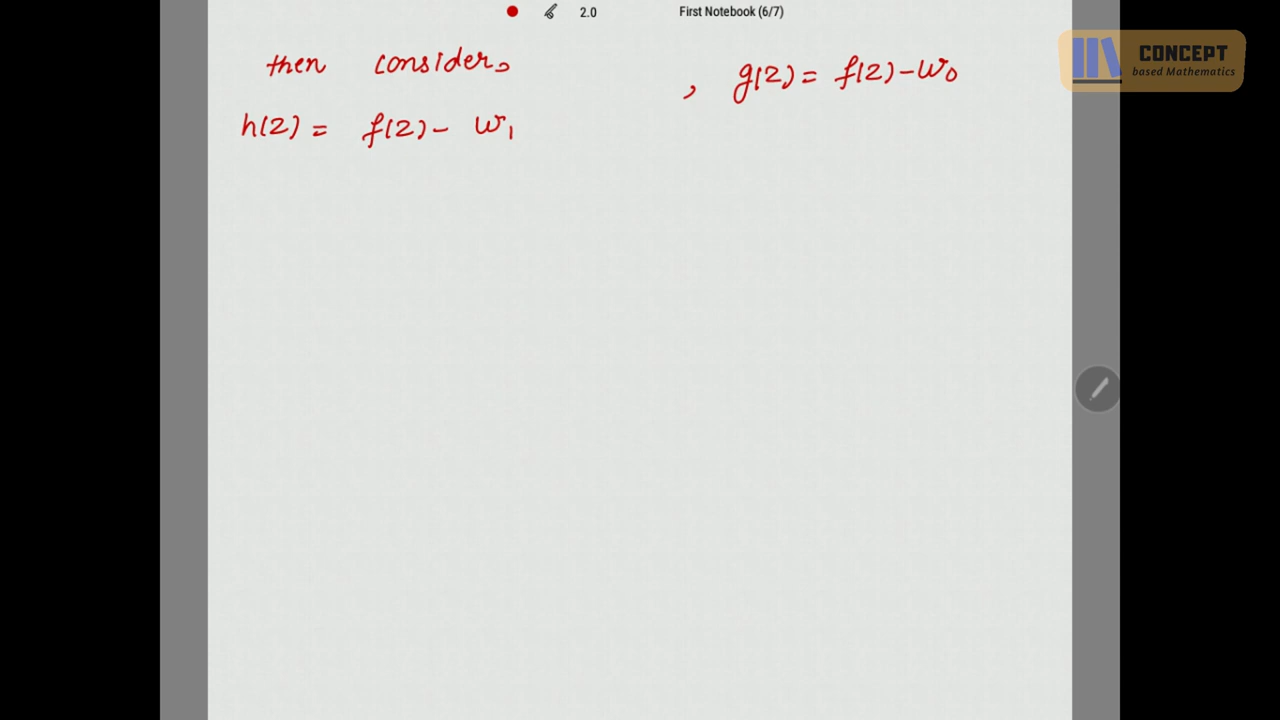 2.0 First Notebook (6/7)
CONCEPT
based Mathematics
then consider,
, g(z) = f(z) - w₀
h(z) = f(z) - w₁